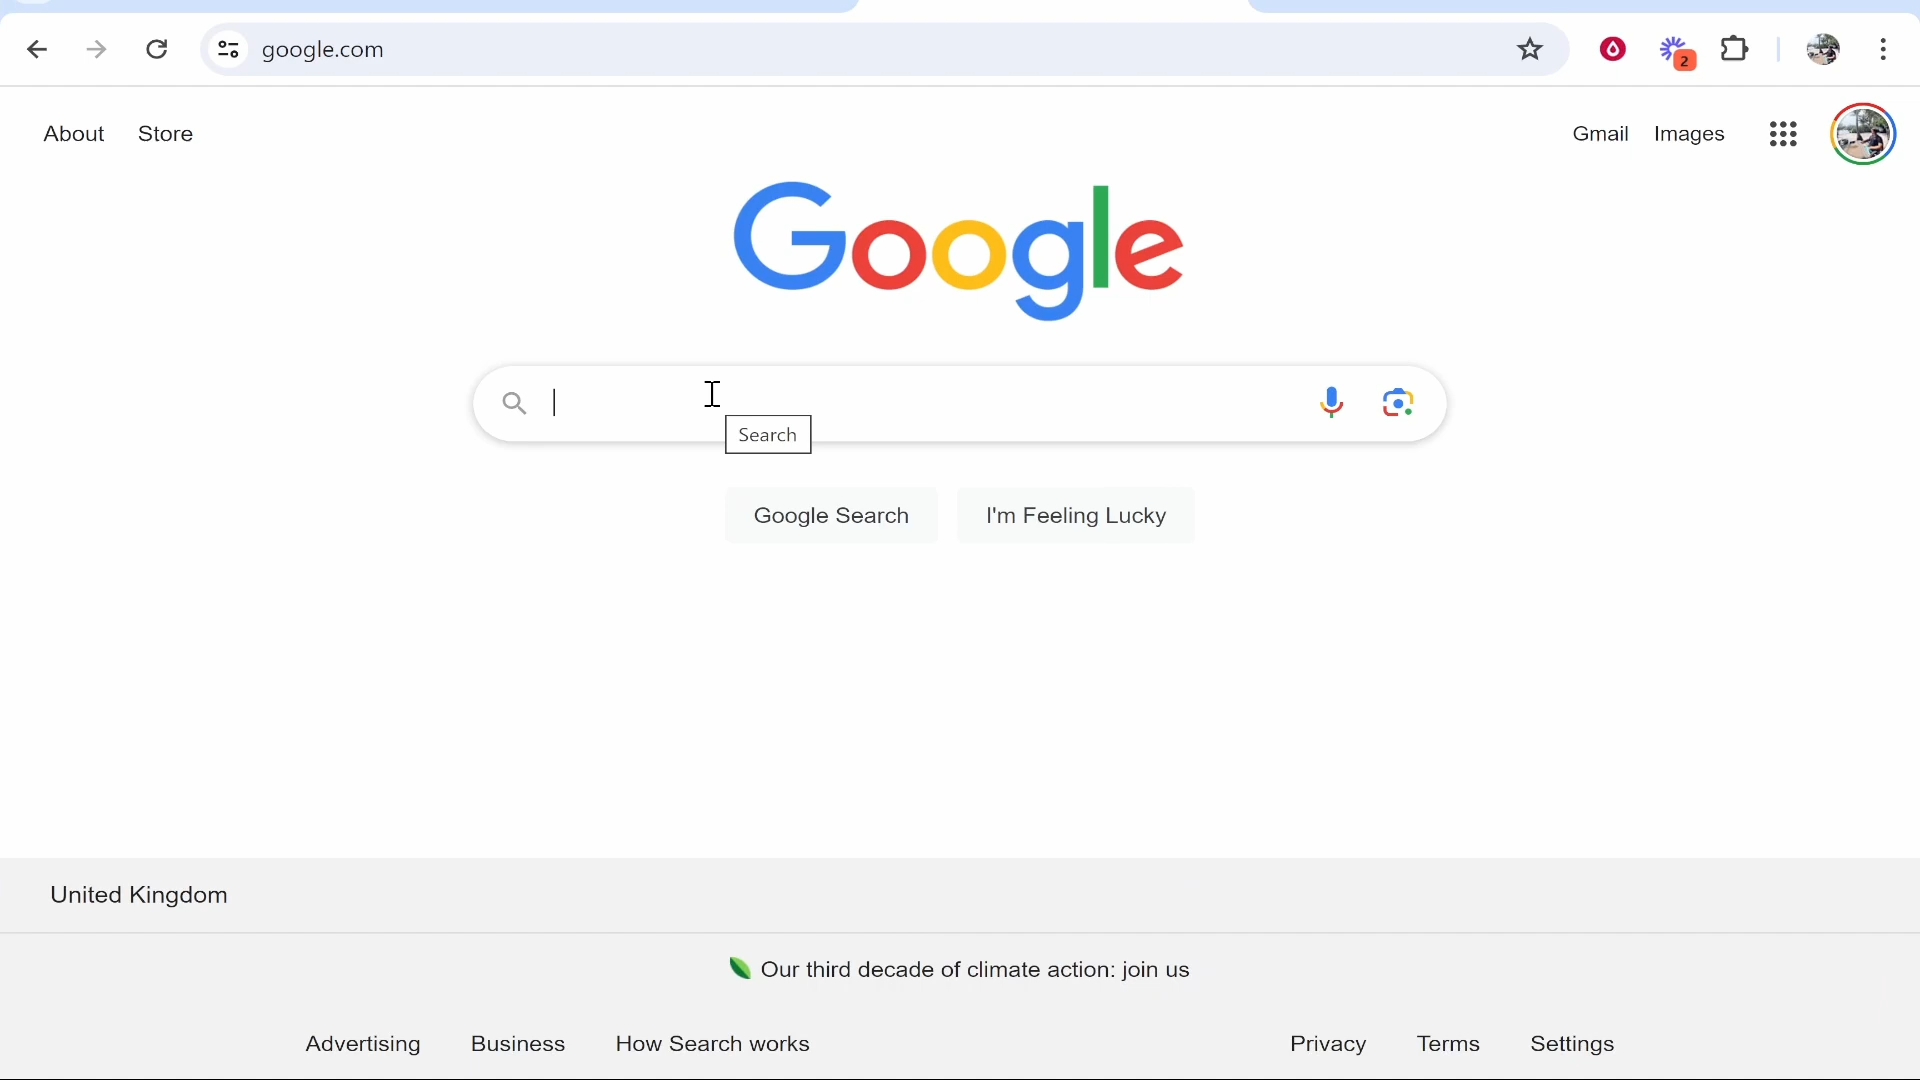 google.com
2
About Store
Gmail Images
Google
Search
Google Search I'm Feeling Lucky
United Kingdom
Our third decade of climate action: join us
Advertising Business How Search works Privacy Terms Settings